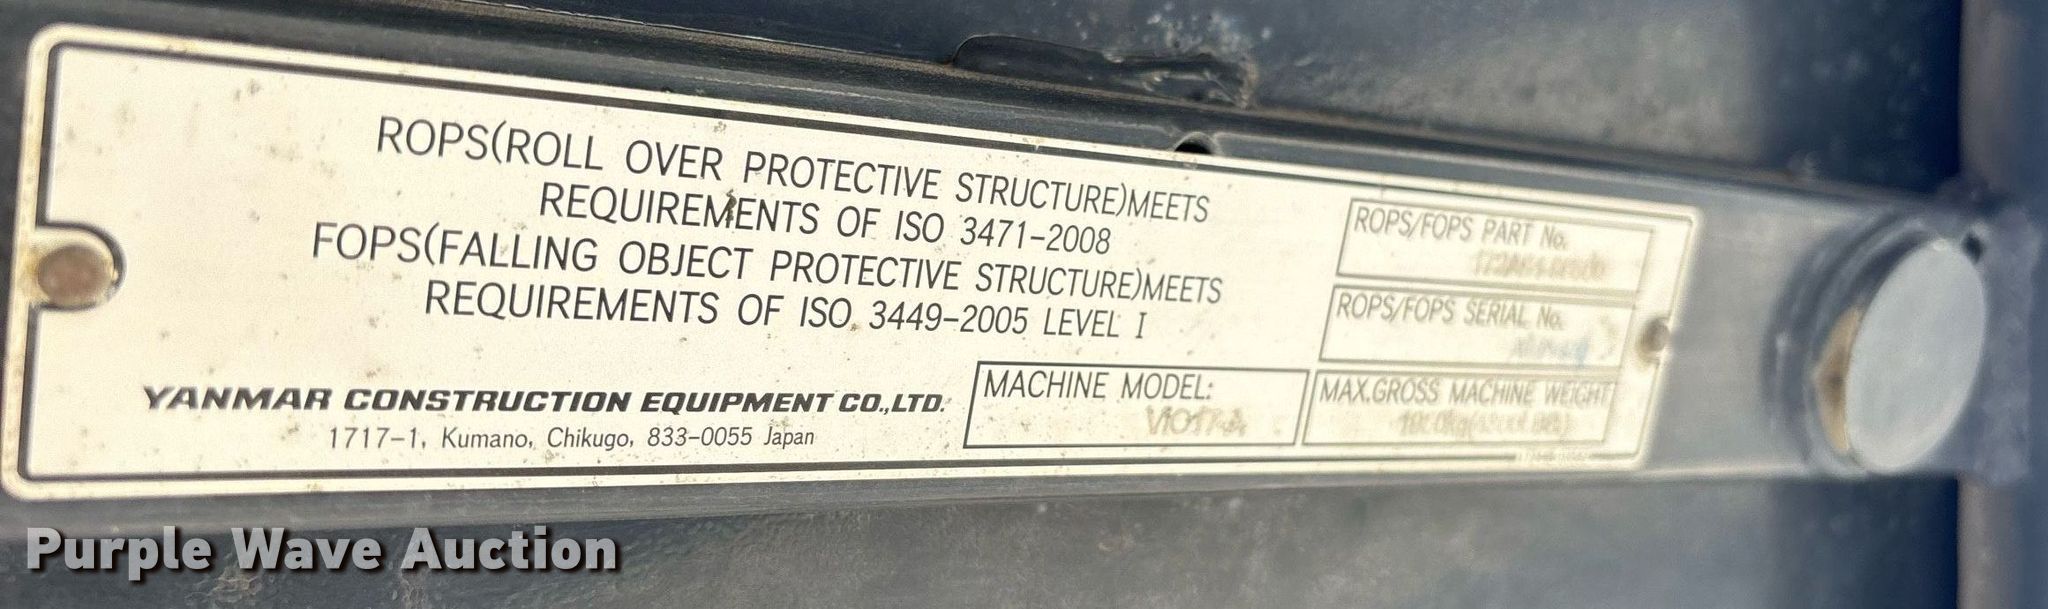 ROPS(ROLL OVER PROTECTIVE STRUCTURE)MEETS
REQUIREMENTS OF ISO 3471-2008
FOPS(FALLING OBJECT PROTECTIVE STRUCTURE)MEETS
REQUIREMENTS OF ISO 3449-2005 LEVEL I
YANMAR CONSTRUCTION EQUIPMENT CO.,LTD.
1717-1, Kumano, Chikugo, 833-0055 Japan
MACHINE MODEL:
ROPS/FOPS PART No.
ROPS/FOPS SERIAL No.
MAX.GROSS MACHINE WEIGHT
Purple Wave Auction